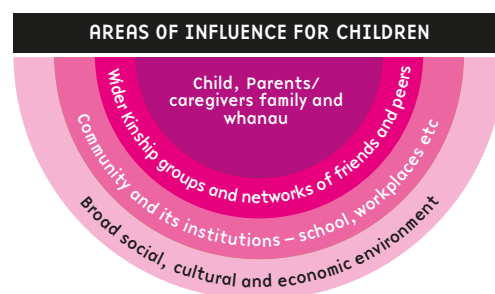 AREAS OF INFLUENCE FOR CHILDREN
Child, Parents/
caregivers family and
whanau
Wider Kinship groups and networks of friends and peers
Community and its institutions – school, workplaces etc
Broad social, cultural and economic environment